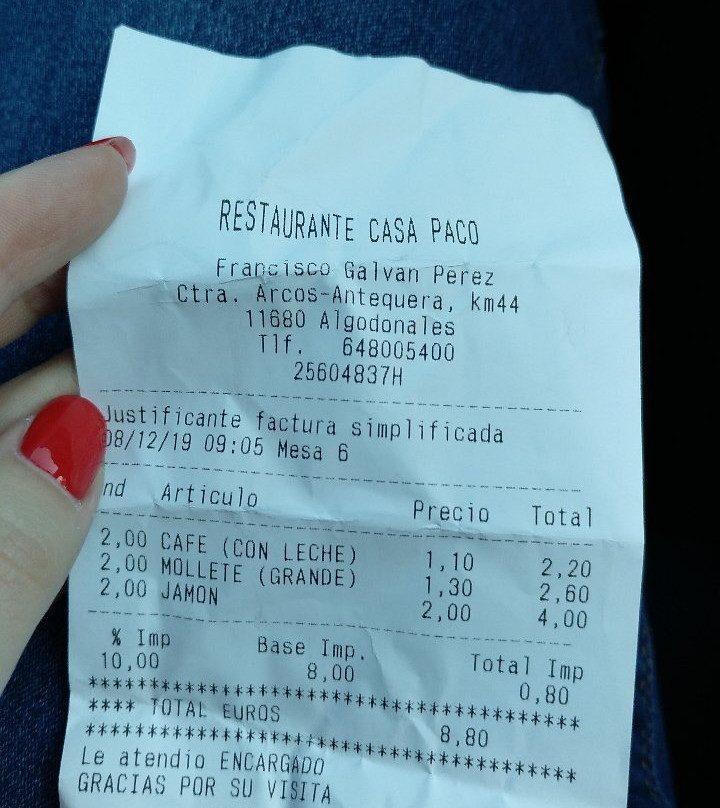 RESTAURANTE CASA PACO
Francisco Galvan Perez
Ctra. Arcos-Antequera, km44
11680 Algodonales
Tlf. 648005400
25604837H
Justificante factura simplificada
08/12/19 09:05 Mesa 6
nd Articulo Precio Total
2,00 CAFE (CON LECHE) 1,10 2,20
2,00 MOLLETE (GRANDE) 1,30 2,60
2,00 JAMON 2,00 4,00
% Imp Base Imp. Total Imp
10,00 8,00 0,80
**** TOTAL EUROS 8,80
Le atendio ENCARGADO
GRACIAS POR SU VISITA